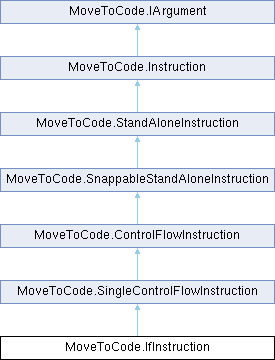 MoveToCode.IArgument
MoveToCode.Instruction
MoveToCode.StandAloneInstruction
MoveToCode.SnappableStandAloneInstruction
MoveToCode.ControlFlowInstruction
MoveToCode.SingleControlFlowInstruction
MoveToCode.IfInstruction